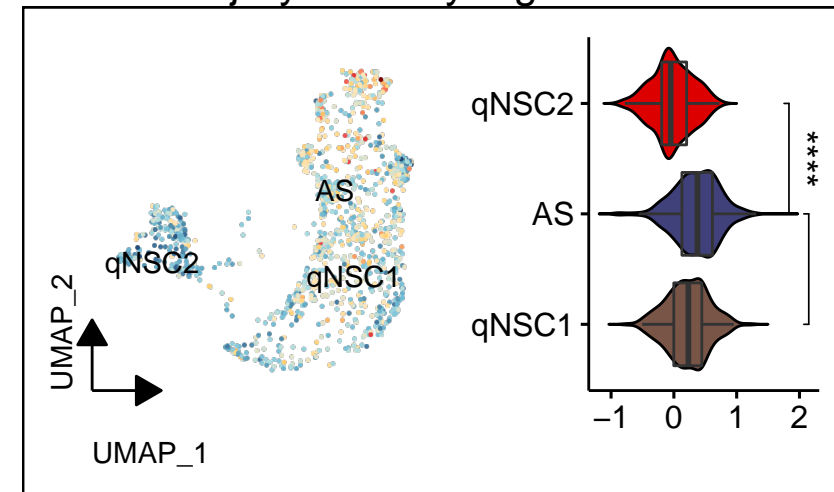 qNSC2
AS
qNSC1
UMAP_2
UMAP_1
qNSC2
AS
qNSC1
****
−1 0 1 2